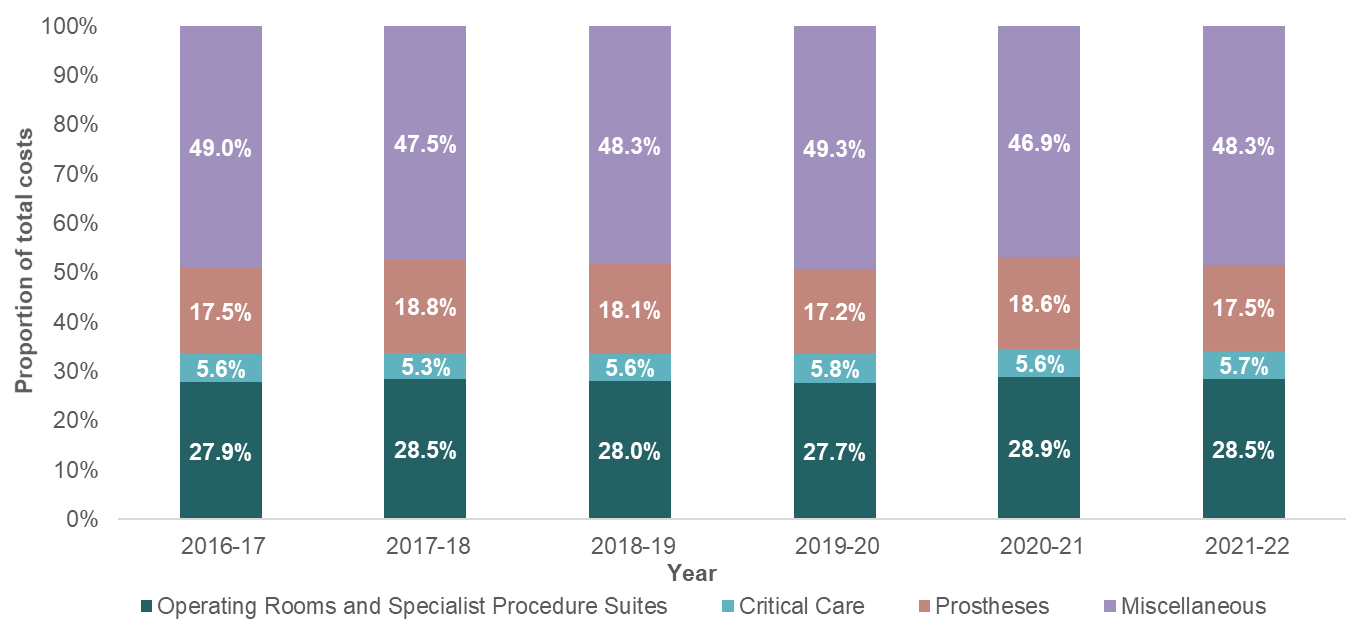 100%
90%
80%
70%
60%
50%
40%
30%
20%
10%
0%
Proportion of total costs
49.0% 47.5% 48.3% 49.3% 46.9% 48.3%
17.5% 18.8% 18.1% 17.2% 18.6% 17.5%
5.6% 5.3% 5.6% 5.8% 5.6% 5.7%
27.9% 28.5% 28.0% 27.7% 28.9% 28.5%
2016-17 2017-18 2018-19 2019-20 2020-21 2021-22
Year
Operating Rooms and Specialist Procedure Suites Critical Care Prostheses Miscellaneous